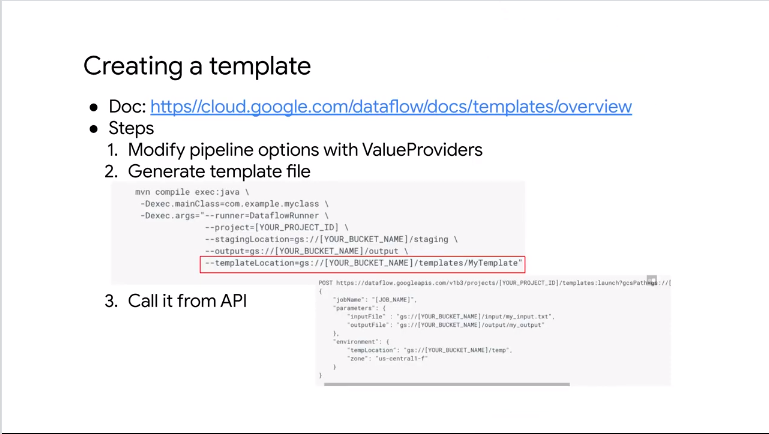 Creating a template
● Doc: https//cloud.google.com/dataflow/docs/templates/overview
● Steps
1. Modify pipeline options with ValueProviders
2. Generate template file
mvn compile exec:java \
-Dexec.mainClass=com.example.myclass \
-Dexec.args="--runner=DataflowRunner \
--project=[YOUR_PROJECT_ID] \
--stagingLocation=gs://[YOUR_BUCKET_NAME]/staging \
--output=gs://[YOUR_BUCKET_NAME]/output \
--templateLocation=gs://[YOUR_BUCKET_NAME]/templates/MyTemplate"
3. Call it from API
POST https://dataflow.googleapis.com/v1b3/projects/[YOUR_PROJECT_ID]/templates:launch?gcsPath=gs://[
{
"jobName": "[JOB_NAME]",
"parameters": {
"inputFile" : "gs://[YOUR_BUCKET_NAME]/input/my_input.txt",
"outputFile": "gs://[YOUR_BUCKET_NAME]/output/my_output"
},
"environment": {
"tempLocation": "gs://[YOUR_BUCKET_NAME]/temp",
"zone": "us-central1-f"
}
}